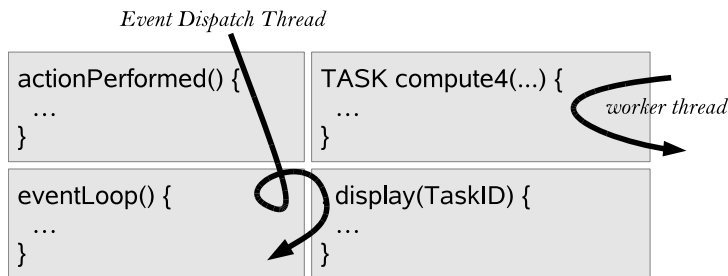 Event Dispatch Thread
actionPerformed() {
...
}
TASK compute4(...) {
...
}
worker thread
eventLoop() {
...
}
display(TaskID) {
...
}